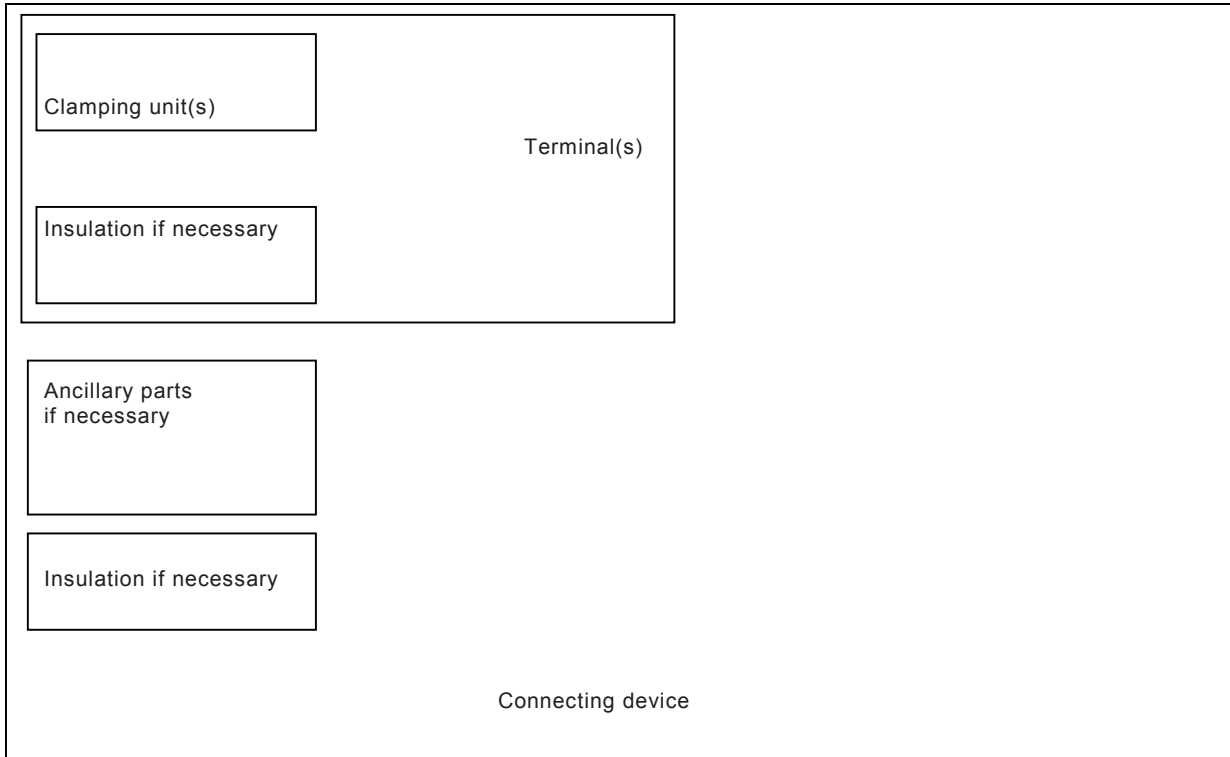 Clamping unit(s)
Terminal(s)
Insulation if necessary
Ancillary parts
if necessary
Insulation if necessary
Connecting device